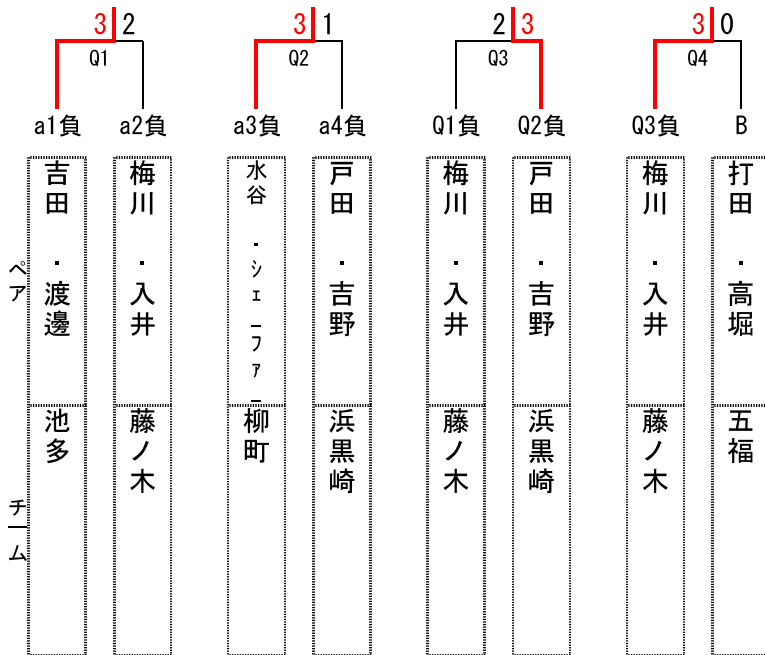 3 2
Q1
a1負 a2負
3 1
Q2
a3負 a4負
2 3
Q3
Q1負 Q2負
3 0
Q4
Q3負 B
ペア
吉田・渡邊
梅川・入井
水谷・シェーファー
戸田・吉野
梅川・入井
戸田・吉野
梅川・入井
打田・高堀
チーム
池多
藤ノ木
柳町
浜黒崎
藤ノ木
浜黒崎
藤ノ木
五福